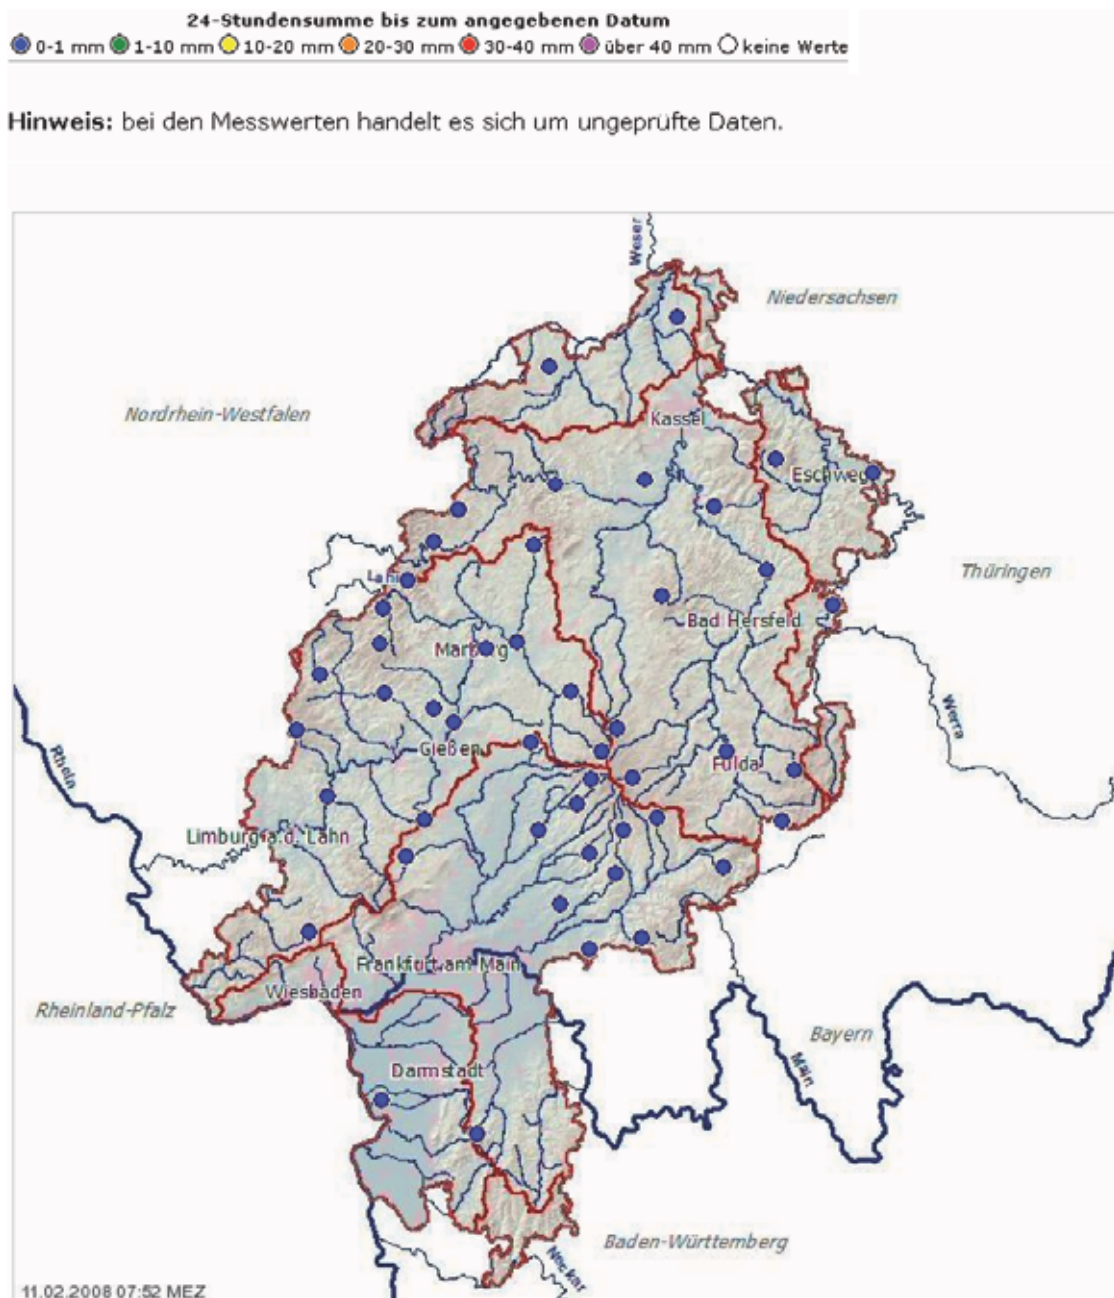 24-Stundensumme bis zum angegebenen Datum
0-1 mm 1-10 mm 10-20 mm 20-30 mm 30-40 mm über 40 mm keine Werte
Hinweis: bei den Messwerten handelt es sich um ungeprüfte Daten.
Weser
Niedersachsen
Nordrhein-Westfalen
Kassel
Eschweg
Thüringen
Lahn
Bad Hersfeld
Marburg
Werra
Rhein
Gießen
Fulda
Limburg a.d. Lahn
Frankfurt am Main
Wiesbaden
Rheinland-Pfalz
Bayern
Main
Darmstadt
Baden-Württemberg
Neckar
11.02.2008 07:52 MEZ